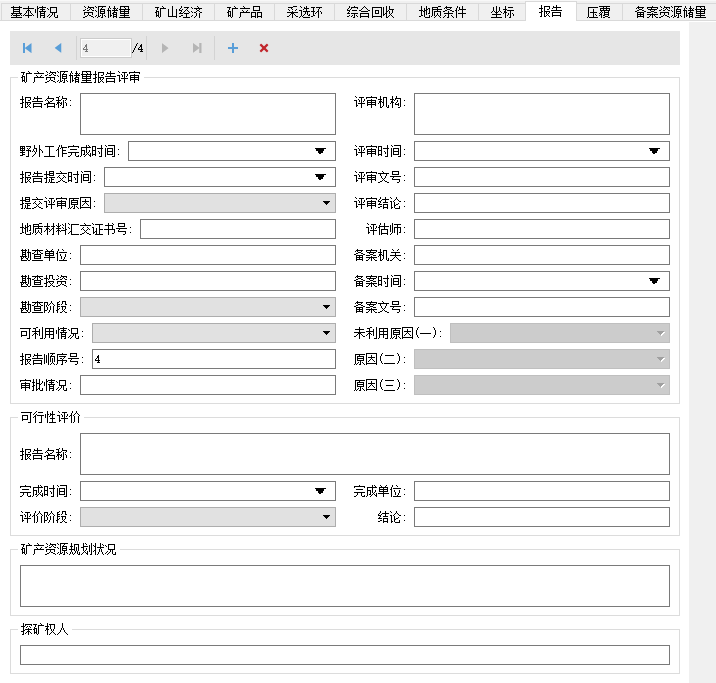 基本情况 资源储量 矿山经济 矿产品 采选环 综合回收 地质条件 坐标 报告 压覆 备案资源储量
4 /4
矿产资源储量报告评审
报告名称: 评审机构:
野外工作完成时间: 评审时间:
报告提交时间: 评审文号:
提交评审原因: 评审结论:
地质材料汇交证书号: 评估师:
勘查单位: 备案机关:
勘查投资: 备案时间:
勘查阶段: 备案文号:
可利用情况: 未利用原因(一):
报告顺序号: 4 原因(二):
审批情况: 原因(三):
可行性评价
报告名称:
完成时间: 完成单位:
评价阶段: 结论:
矿产资源规划状况
探矿权人